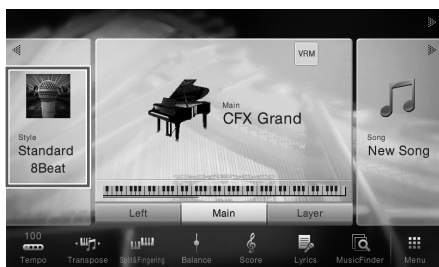 VRM
Style
Standard
8Beat
Main
CFX Grand
Song
New Song
Left
Main
Layer
100
Tempo
Transpose
Split&Fingering
Balance
Score
Lyrics
MusicFinder
Menu